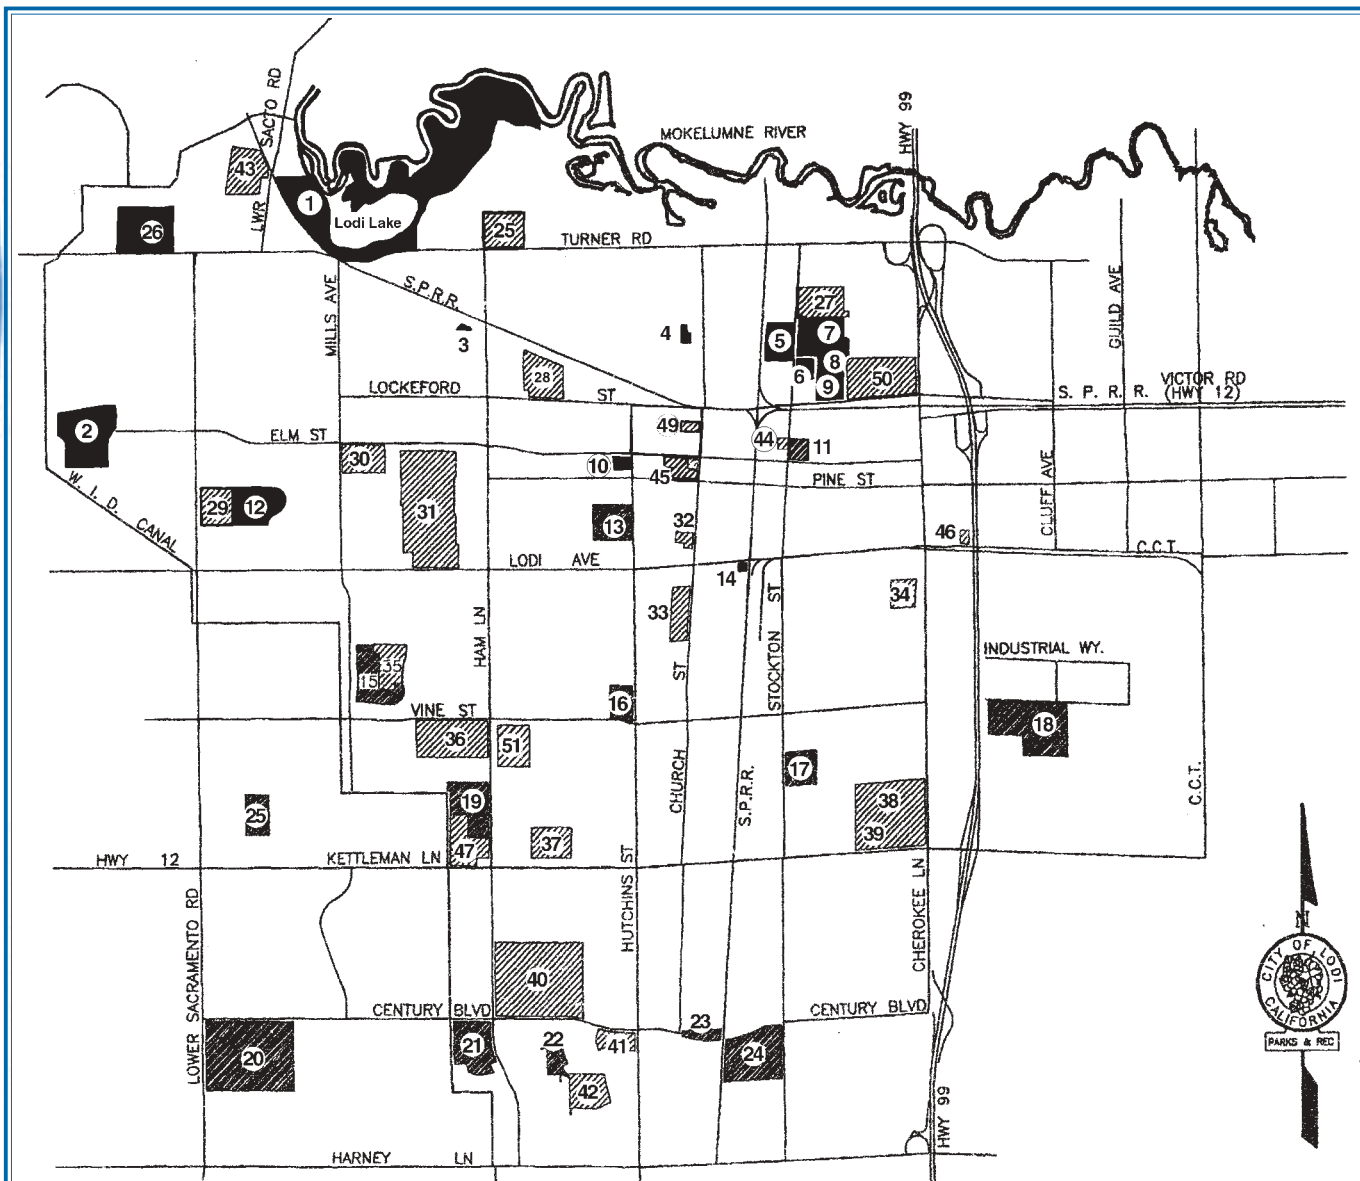 HWY 99
SACTO RD
LWR
MOKELUMNE RIVER
43
1
Lodi Lake
26
25
TURNER RD
S.P.R.R.
MILLS AVE
3
4
5
27
7
8
6
9
50
GUILD AVE
28
LOCKEFORD ST
VICTOR RD
S. P. R. R. (HWY 12)
2
ELM ST
49
44
11
30
10
45
PINE ST
W. I. D. CANAL
29
12
31
13
32
46
CLUFF AVE
LODI AVE
C.C.T.
14
33
34
HAM LN
ST
STOCKTON ST
INDUSTRIAL WY.
35
15
16
VINE ST
36
51
18
CHURCH
17
S.P.R.R.
C.C.T.
19
25
38
39
37
47
HWY 12
KETTLEMAN LN
HUTCHINS ST
LOWER SACRAMENTO RD
CHEROKEE LN
40
N
CITY OF LODI
CALIFORNIA
PARKS & REC
CENTURY BLVD
CENTURY BLVD
23
20
21
22
41
24
42
HWY 99
HARNEY LN